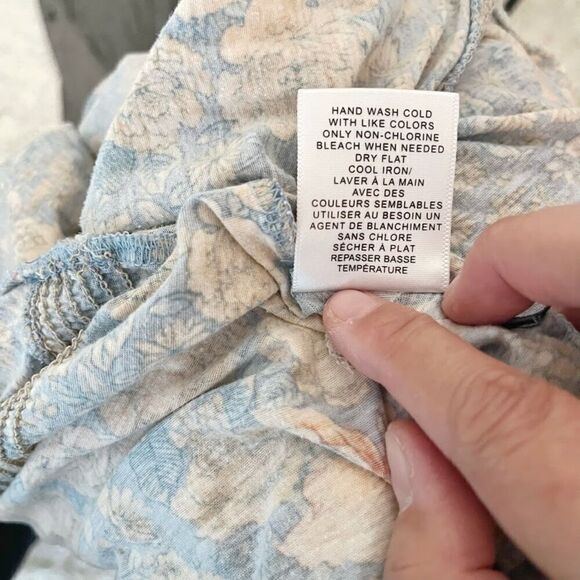 HAND WASH COLD
WITH LIKE COLORS
ONLY NON-CHLORINE
BLEACH WHEN NEEDED
DRY FLAT
COOL IRON/
LAVER À LA MAIN
AVEC DES
COULEURS SEMBLABLES
UTILISER AU BESOIN UN
AGENT DE BLANCHIMENT
SANS CHLORE
SÉCHER À PLAT
REPASSER BASSE
TEMPÉRATURE